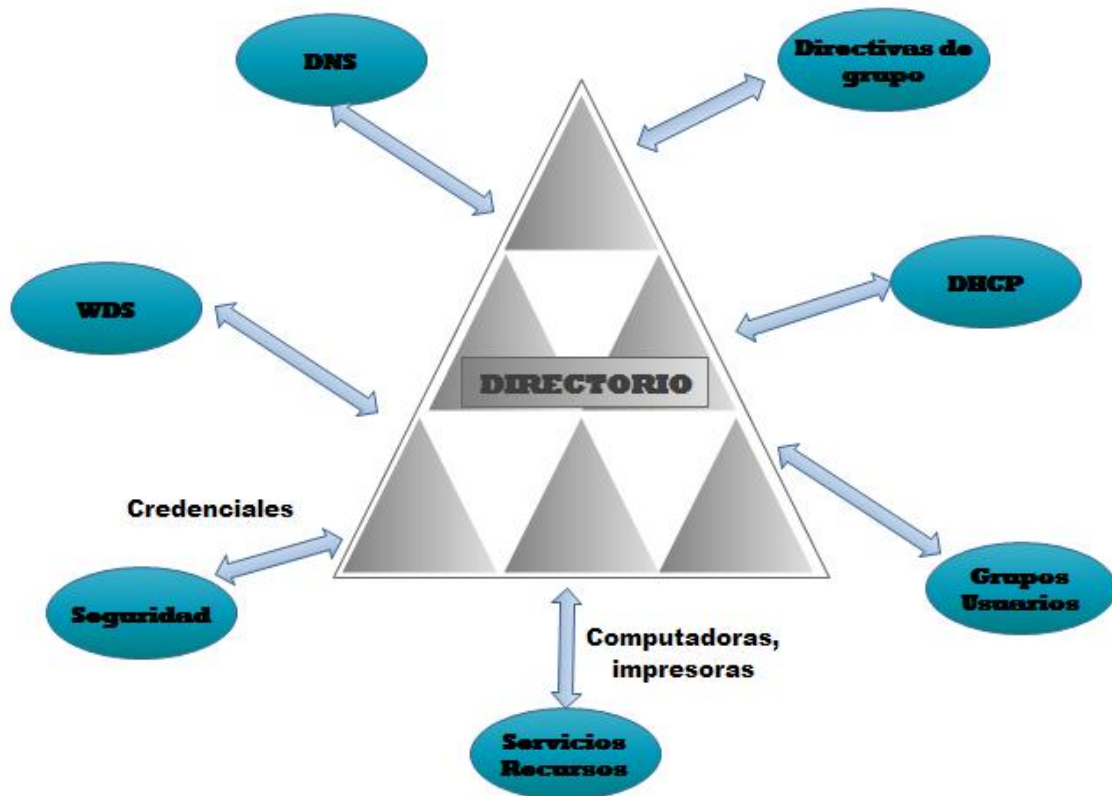 DNS
Directivas de
grupo
WDS
DHCP
DIRECTORIO
Credenciales
Seguridad
Grupos
Usuarios
Computadoras,
impresoras
Servicios
Recursos